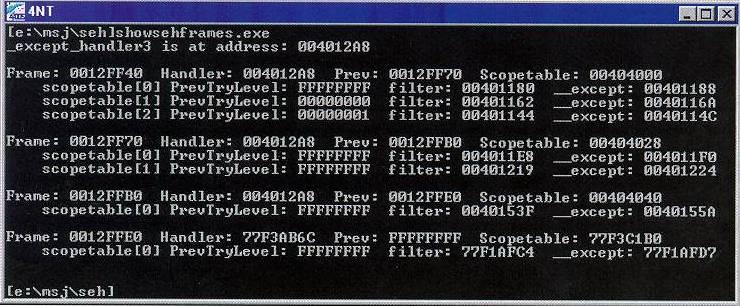 4NT
[e:\msj\seh]showsehframes.exe
_except_handler3 is at address: 004012A8
Frame: 0012FF40 Handler: 004012A8 Prev: 0012FF70 Scopetable: 00404000
scopetable[0] PrevTryLevel: FFFFFFFF filter: 00401180 __except: 00401188
scopetable[1] PrevTryLevel: 00000000 filter: 00401162 __except: 0040116A
scopetable[2] PrevTryLevel: 00000001 filter: 00401144 __except: 0040114C
Frame: 0012FF70 Handler: 004012A8 Prev: 0012FFB0 Scopetable: 00404028
scopetable[0] PrevTryLevel: FFFFFFFF filter: 004011E8 __except: 004011F0
scopetable[1] PrevTryLevel: FFFFFFFF filter: 00401219 __except: 00401224
Frame: 0012FFB0 Handler: 004012A8 Prev: 0012FFE0 Scopetable: 00404040
scopetable[0] PrevTryLevel: FFFFFFFF filter: 0040153F __except: 0040155A
Frame: 0012FFE0 Handler: 77F3AB6C Prev: FFFFFFFF Scopetable: 77F3C1B0
scopetable[0] PrevTryLevel: FFFFFFFF filter: 77F1AFC4 __except: 77F1AFD7
[e:\msj\seh]